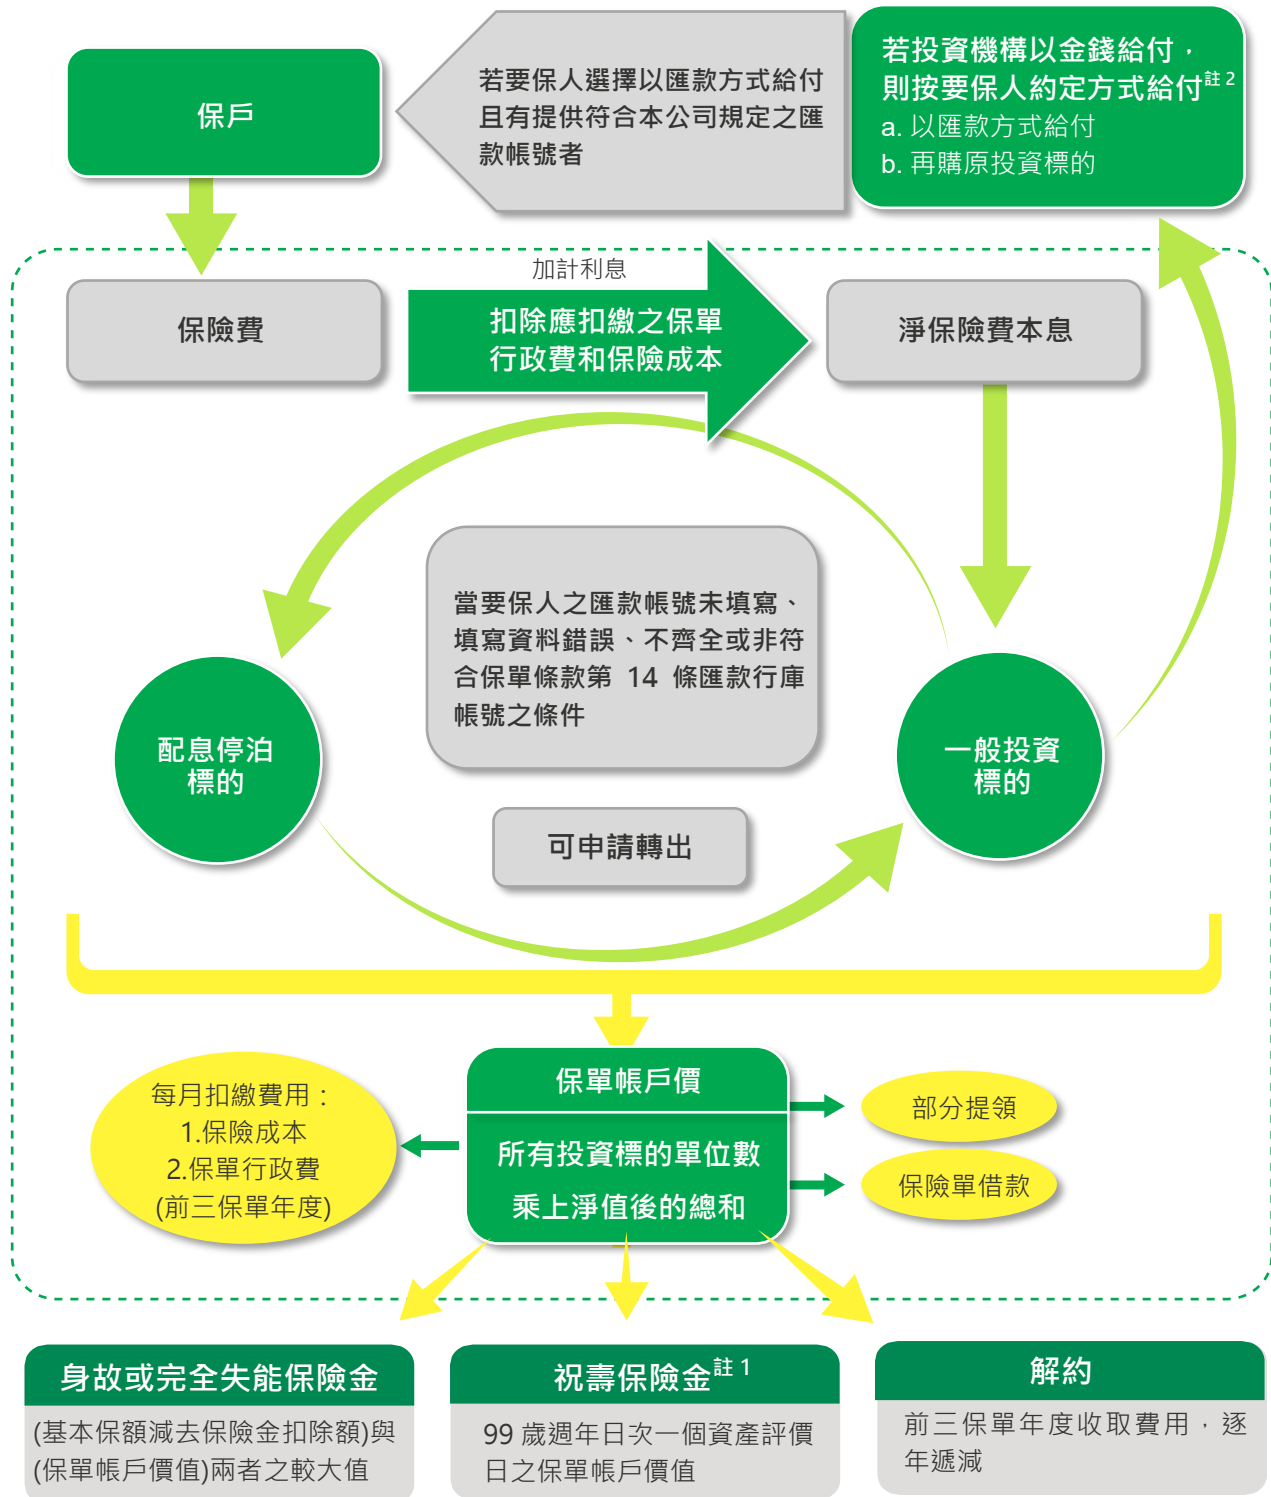 保戶
若要保人選擇以匯款方式給付
且有提供符合本公司規定之匯
款帳號者
若投資機構以金錢給付，
則按要保人約定方式給付註 2
a. 以匯款方式給付
b. 再購原投資標的
保險費
加計利息
扣除應扣繳之保單
行政費和保險成本
淨保險費本息
當要保人之匯款帳號未填寫、
填寫資料錯誤、不齊全或非符
合保單條款第 14 條匯款行庫
帳號之條件
配息停泊
標的
一般投資
標的
可申請轉出
每月扣繳費用：
1.保險成本
2.保單行政費
(前三保單年度)
保單帳戶價
所有投資標的單位數
乘上淨值後的總和
部分提領
保險單借款
身故或完全失能保險金
(基本保額減去保險金扣除額)與
(保單帳戶價值)兩者之較大值
祝壽保險金註 1
99 歲週年日次一個資產評價
日之保單帳戶價值
解約
前三保單年度收取費用，逐
年遞減